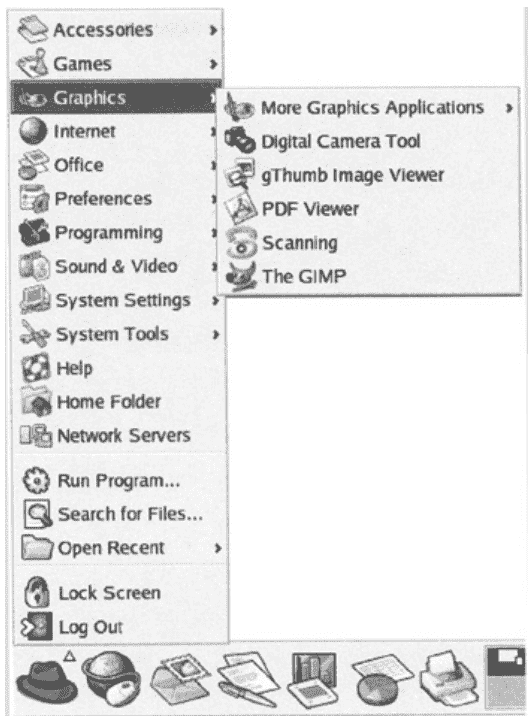 Accessories
Games
Graphics
Internet
Office
Preferences
Programming
Sound & Video
System Settings
System Tools
Help
Home Folder
Network Servers
Run Program...
Search for Files...
Open Recent
Lock Screen
Log Out
More Graphics Applications
Digital Camera Tool
gThumb Image Viewer
PDF Viewer
Scanning
The GIMP